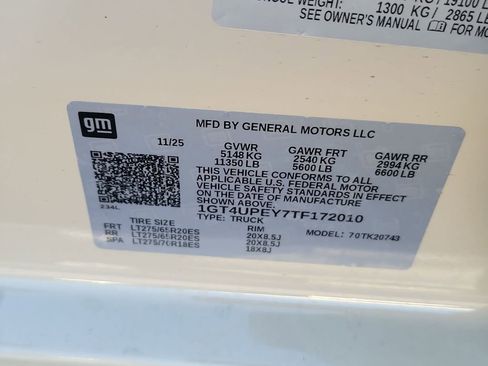 19100 L
GUE WEIGHT: 1300 KG/ 2865 LB
SEE OWNER'S MANUAL FOR MO
gm
MFD BY GENERAL MOTORS LLC
11/25
GVWR GAWR FRT GAWR RR
5148 KG 2540 KG 2994 KG
11350 LB 5600 LB 6600 LB
THIS VEHICLE CONFORMS TO ALL
APPLICABLE U.S. FEDERAL MOTOR
VEHICLE SAFETY STANDARDS IN EFFECT
ON THE DATE OF MANUFACTURE
SHOWN ABOVE.
1GT4UPEY7TF172010
TYPE: TRUCK MODEL: 70TK20743
234L
TIRE SIZE RIM
FRT LT275/65R20ES 20X8.5J
RR LT275/65R20ES 20X8.5J
SPA LT275/70R18ES 18X8J